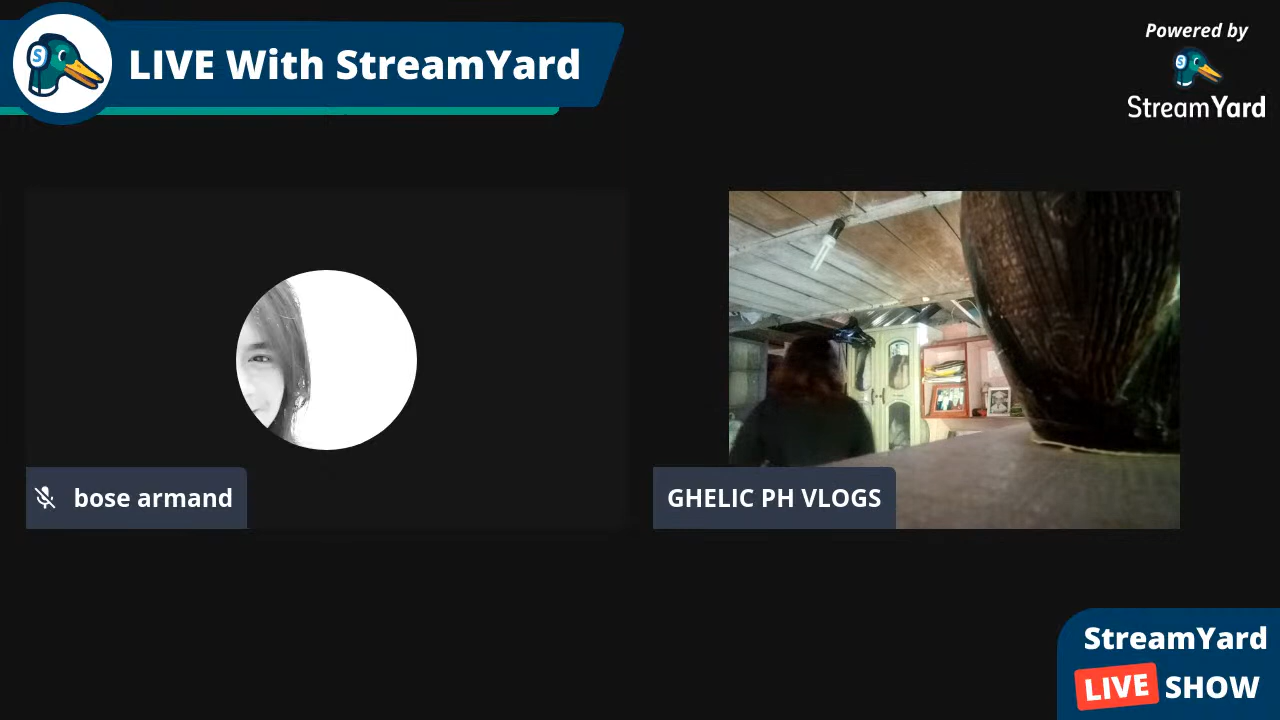 LIVE With StreamYard
Powered by
StreamYard
bose armand
GHELIC PH VLOGS
StreamYard
LIVE SHOW